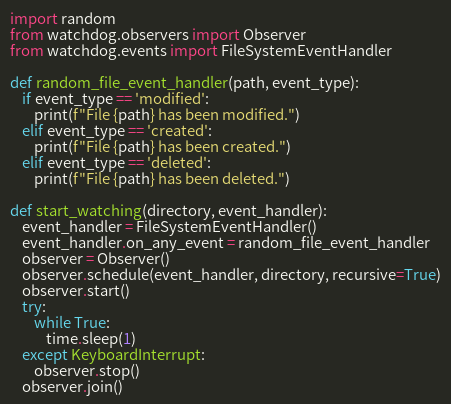 import random
from watchdog.observers import Observer
from watchdog.events import FileSystemEventHandler

def random_file_event_handler(path, event_type):
    if event_type == 'modified':
        print(f"File {path} has been modified.")
    elif event_type == 'created':
        print(f"File {path} has been created.")
    elif event_type == 'deleted':
        print(f"File {path} has been deleted.")

def start_watching(directory, event_handler):
    event_handler = FileSystemEventHandler()
    event_handler.on_any_event = random_file_event_handler
    observer = Observer()
    observer.schedule(event_handler, directory, recursive=True)
    observer.start()
    try:
        while True:
            time.sleep(1)
    except KeyboardInterrupt:
        observer.stop()
    observer.join()